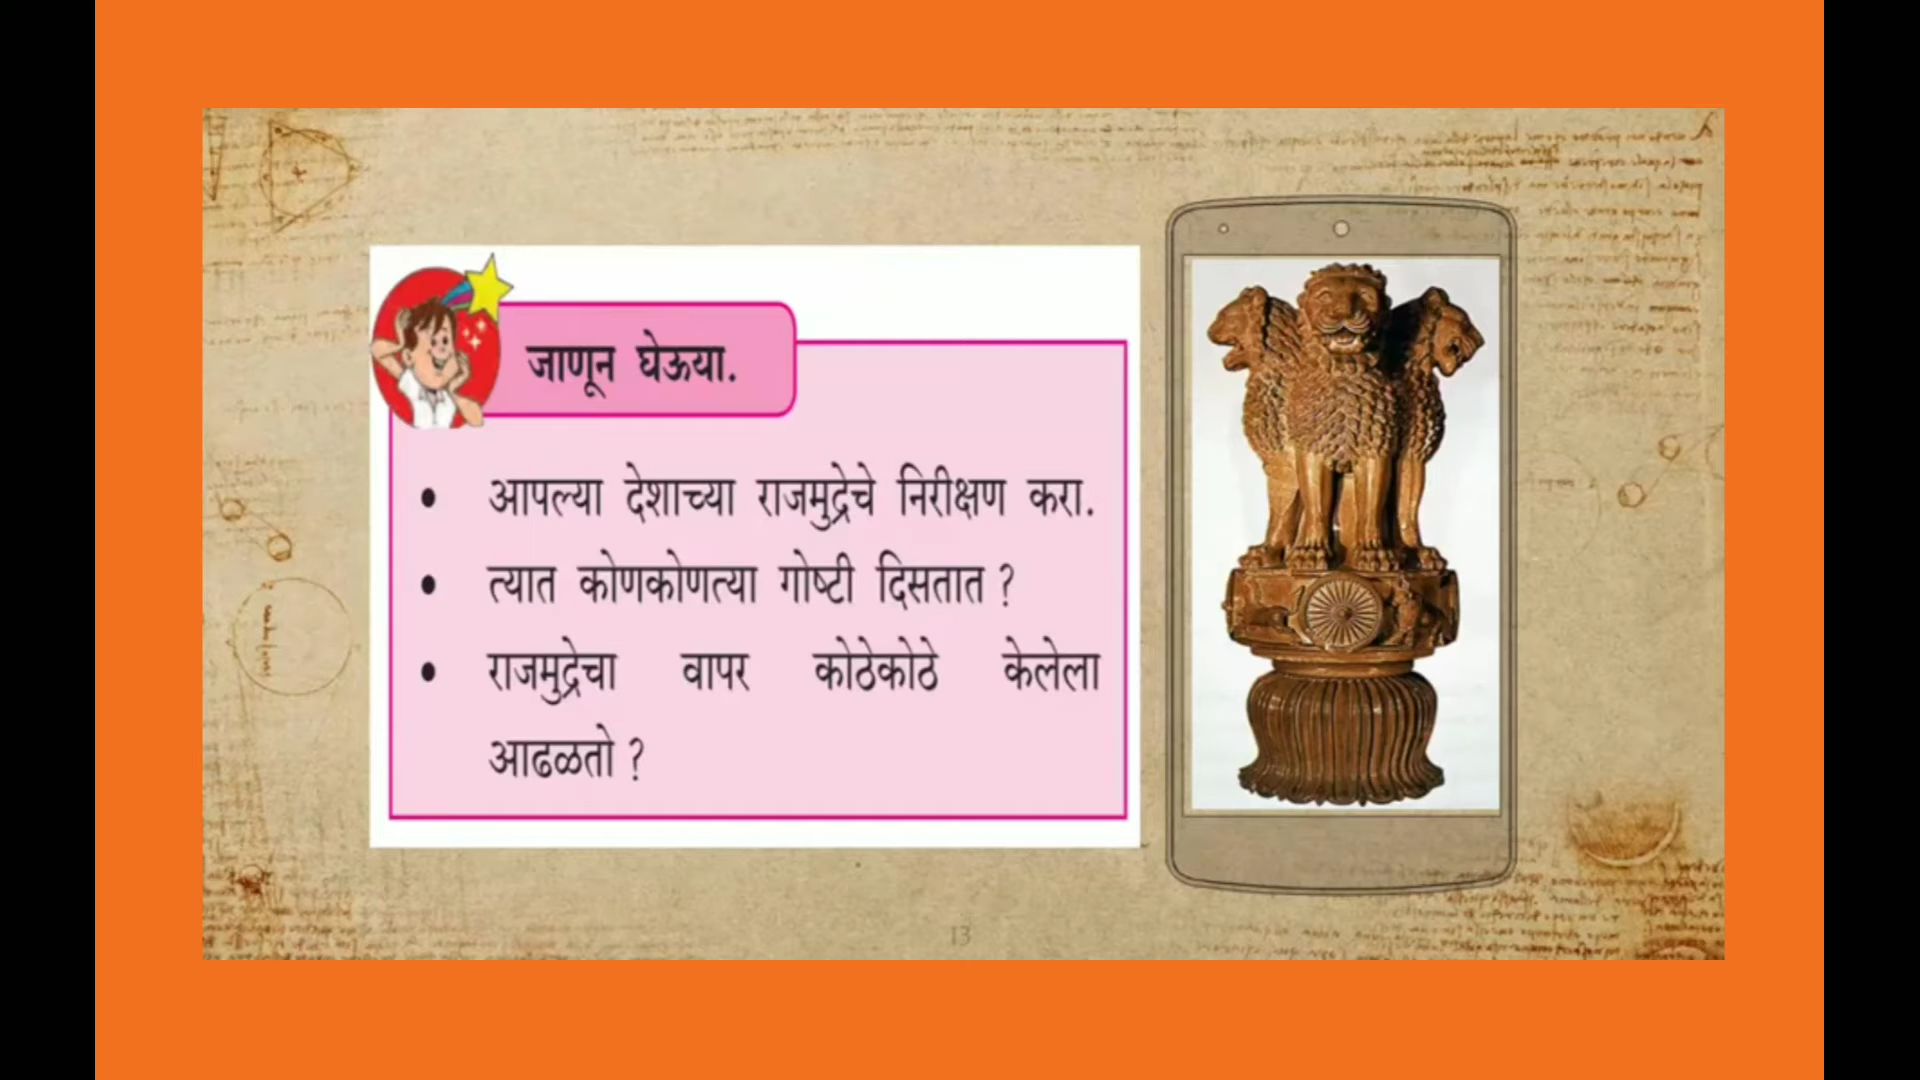 जाणून घेऊया.
• आपल्या देशाच्या राजमुद्रेचे निरीक्षण करा.
• त्यात कोणकोणत्या गोष्टी दिसतात ?
• राजमुद्रेचा वापर कोठेकोठे केलेला
आढळतो ?
13